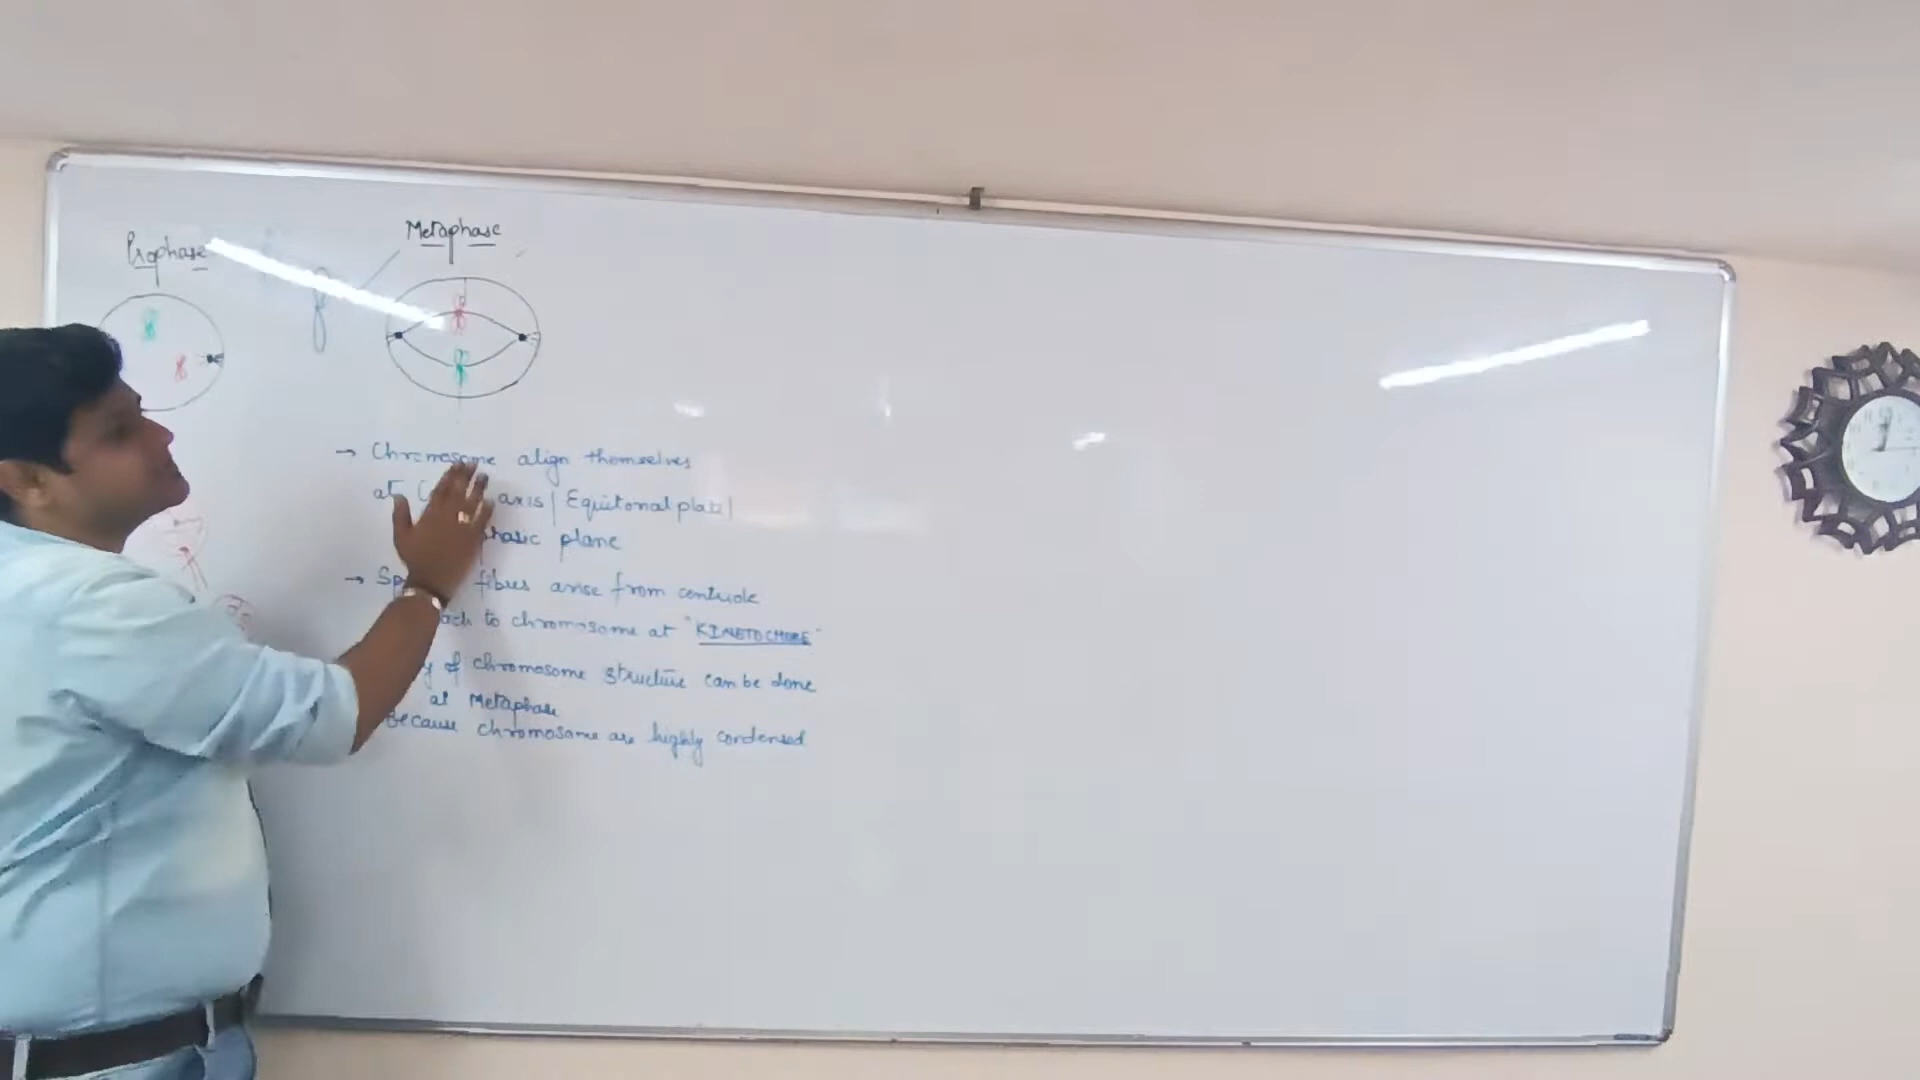 Prophase
Metaphase
→ Chromosome align themselves
at axis | Equitonal plate |
plane
→ fibres arise from centriole
to chromosome at "KINETOCHORE"
of chromosome structure can be done
at Metaphase
Because chromosome are highly condensed